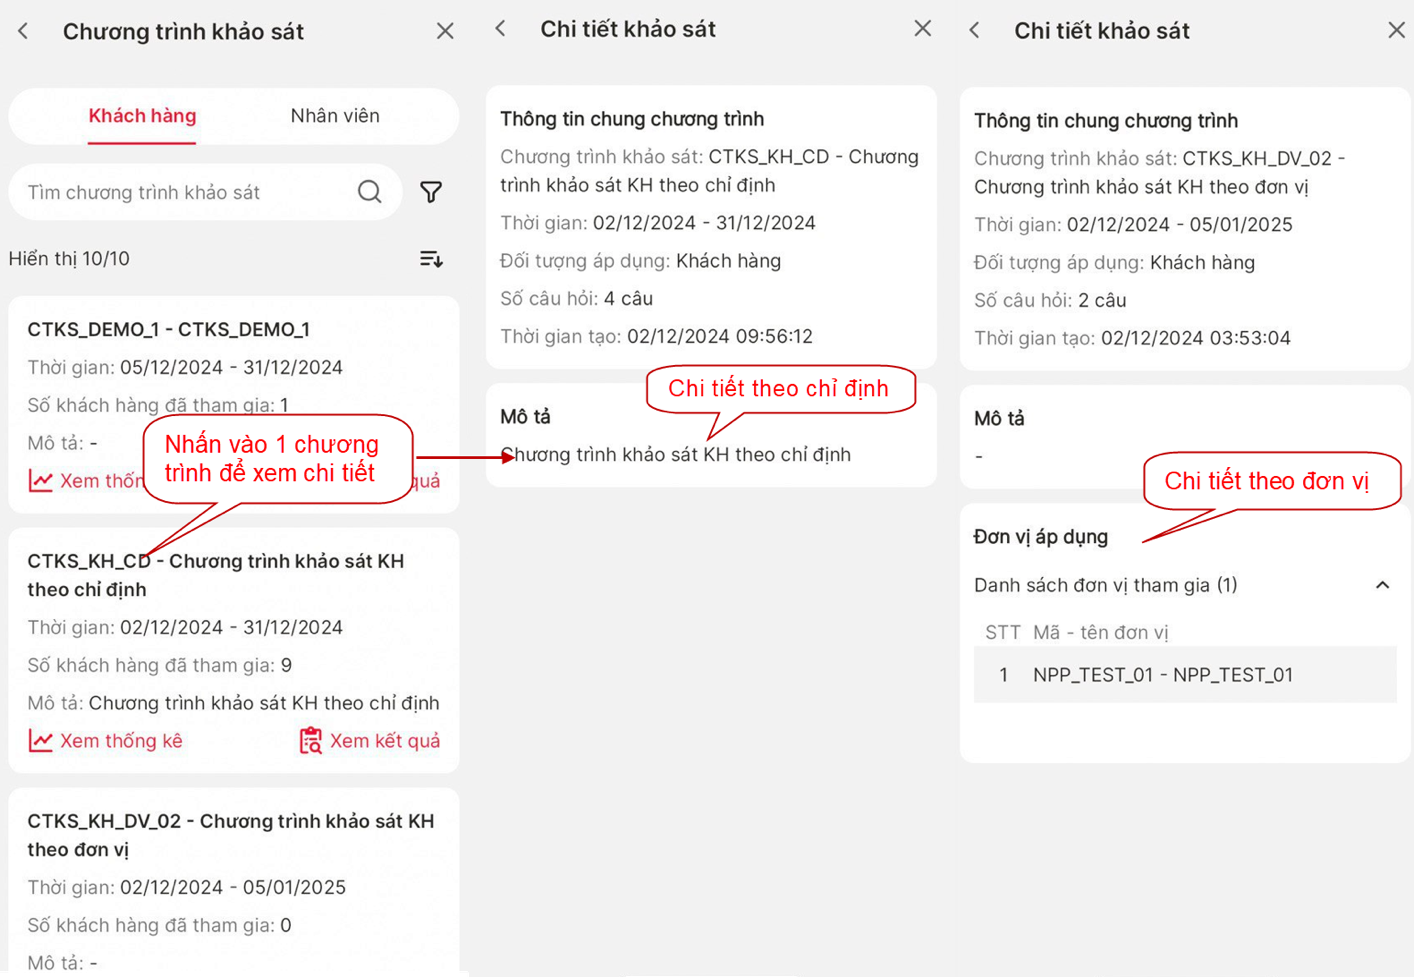 Chương trình khảo sát
Khách hàng
Nhân viên
Tìm chương trình khảo sát
Hiển thị 10/10
CTKS_DEMO_1 - CTKS_DEMO_1
Thời gian: 05/12/2024 - 31/12/2024
Số khách hàng đã tham gia: 1
Mô tả: -
Nhấn vào 1 chương
trình để xem chi tiết
Xem thốn
quả
CTKS_KH_CD - Chương trình khảo sát KH
theo chỉ định
Thời gian: 02/12/2024 - 31/12/2024
Số khách hàng đã tham gia: 9
Mô tả: Chương trình khảo sát KH theo chỉ định
Xem thống kê
Xem kết quả
CTKS_KH_DV_02 - Chương trình khảo sát KH
theo đơn vị
Thời gian: 02/12/2024 - 05/01/2025
Số khách hàng đã tham gia: 0
Mô tả: -
Chi tiết khảo sát
Thông tin chung chương trình
Chương trình khảo sát: CTKS_KH_CD - Chương
trình khảo sát KH theo chỉ định
Thời gian: 02/12/2024 - 31/12/2024
Đối tượng áp dụng: Khách hàng
Số câu hỏi: 4 câu
Thời gian tạo: 02/12/2024 09:56:12
Chi tiết theo chỉ định
Mô tả
Chương trình khảo sát KH theo chỉ định
Chi tiết khảo sát
Thông tin chung chương trình
Chương trình khảo sát: CTKS_KH_DV_02 -
Chương trình khảo sát KH theo đơn vị
Thời gian: 02/12/2024 - 05/01/2025
Đối tượng áp dụng: Khách hàng
Số câu hỏi: 2 câu
Thời gian tạo: 02/12/2024 03:53:04
Mô tả
-
Chi tiết theo đơn vị
Đơn vị áp dụng
Danh sách đơn vị tham gia (1)
STT Mã - tên đơn vị
1 NPP_TEST_01 - NPP_TEST_01